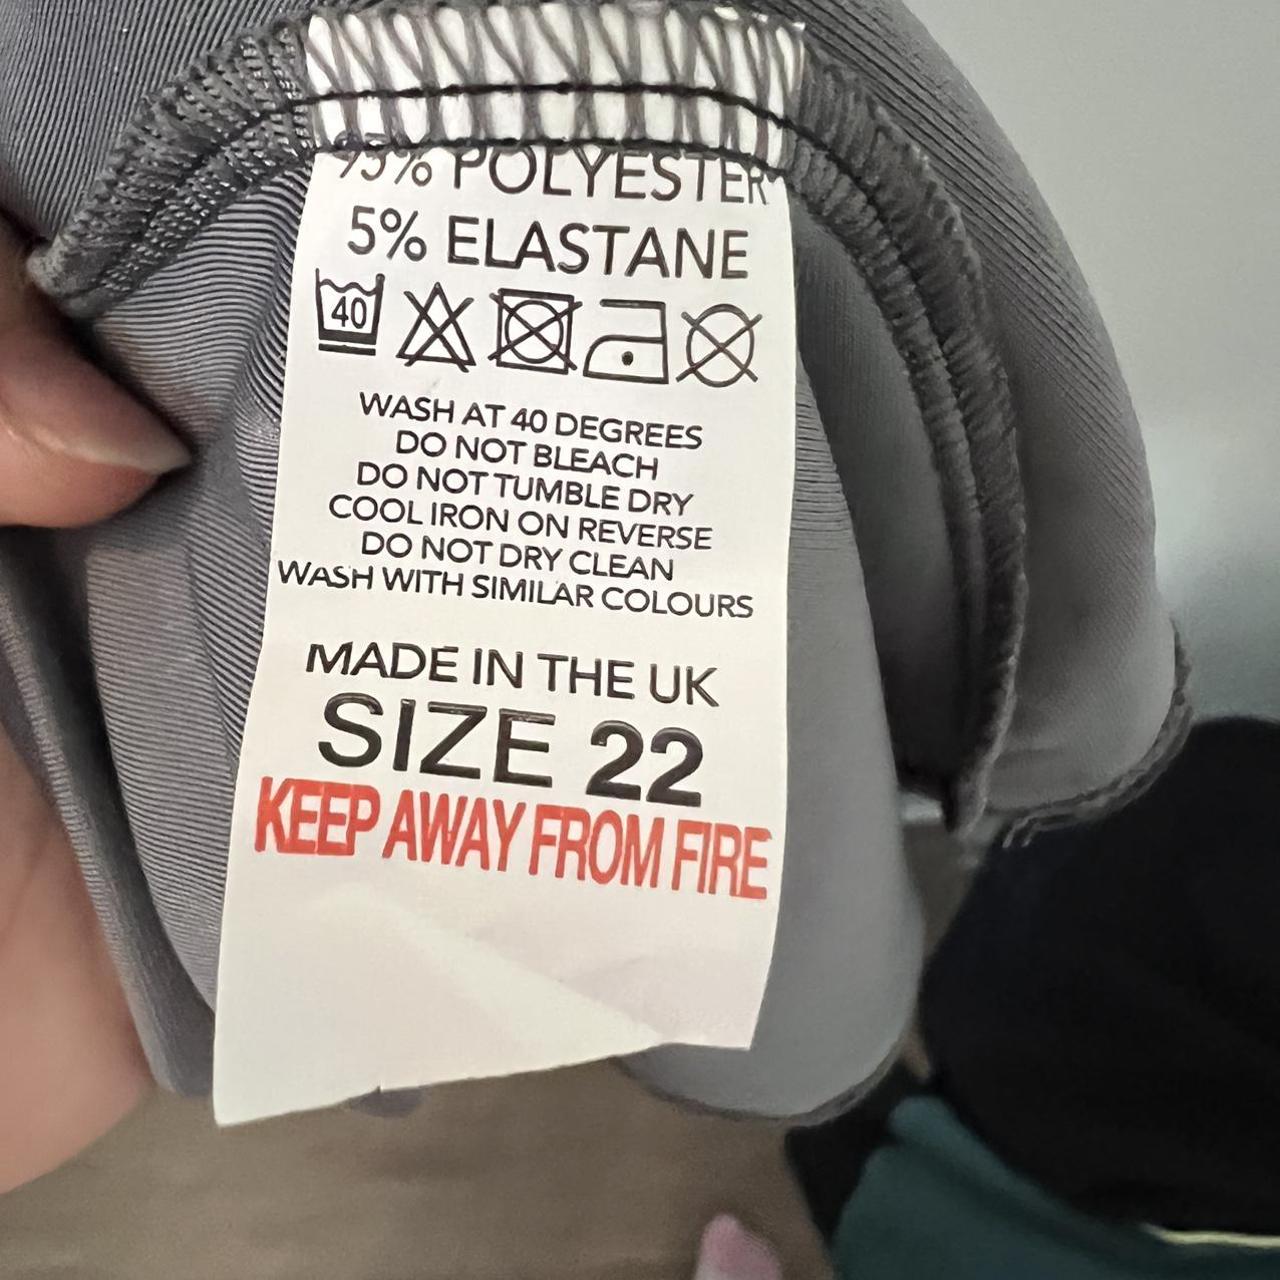 95% POLYESTER
5% ELASTANE
40
WASH AT 40 DEGREES
DO NOT BLEACH
DO NOT TUMBLE DRY
COOL IRON ON REVERSE
DO NOT DRY CLEAN
WASH WITH SIMILAR COLOURS
MADE IN THE UK
SIZE 22
KEEP AWAY FROM FIRE